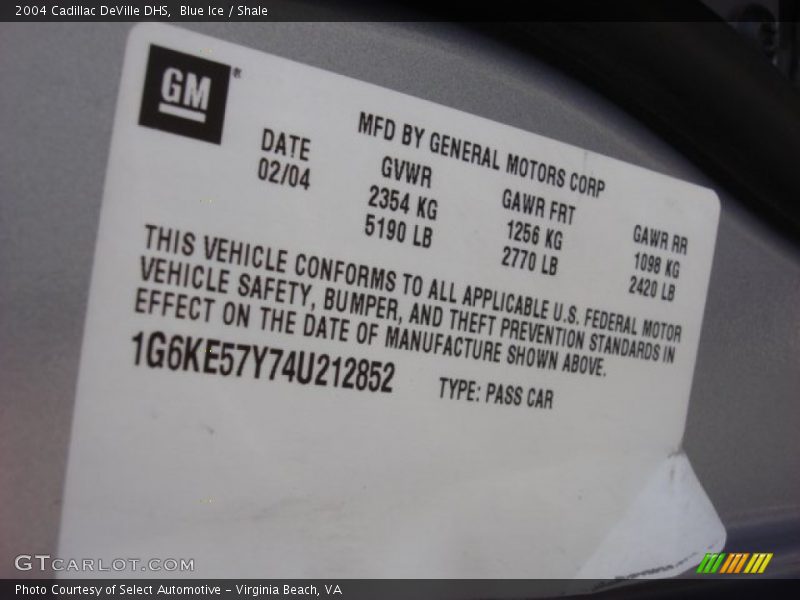 2004 Cadillac DeVille DHS,  Blue Ice / Shale
GM®
MFD BY GENERAL MOTORS CORP
DATE GVWR GAWR FRT GAWR RR
02/04 2354 KG 1256 KG 1098 KG
5190 LB 2770 LB 2420 LB
THIS VEHICLE CONFORMS TO ALL APPLICABLE U.S. FEDERAL MOTOR
VEHICLE SAFETY, BUMPER, AND THEFT PREVENTION STANDARDS IN
EFFECT ON THE DATE OF MANUFACTURE SHOWN ABOVE.
1G6KE57Y74U212852 TYPE: PASS CAR
GTCARLOT.COM
Photo Courtesy of Select Automotive – Virginia Beach, VA